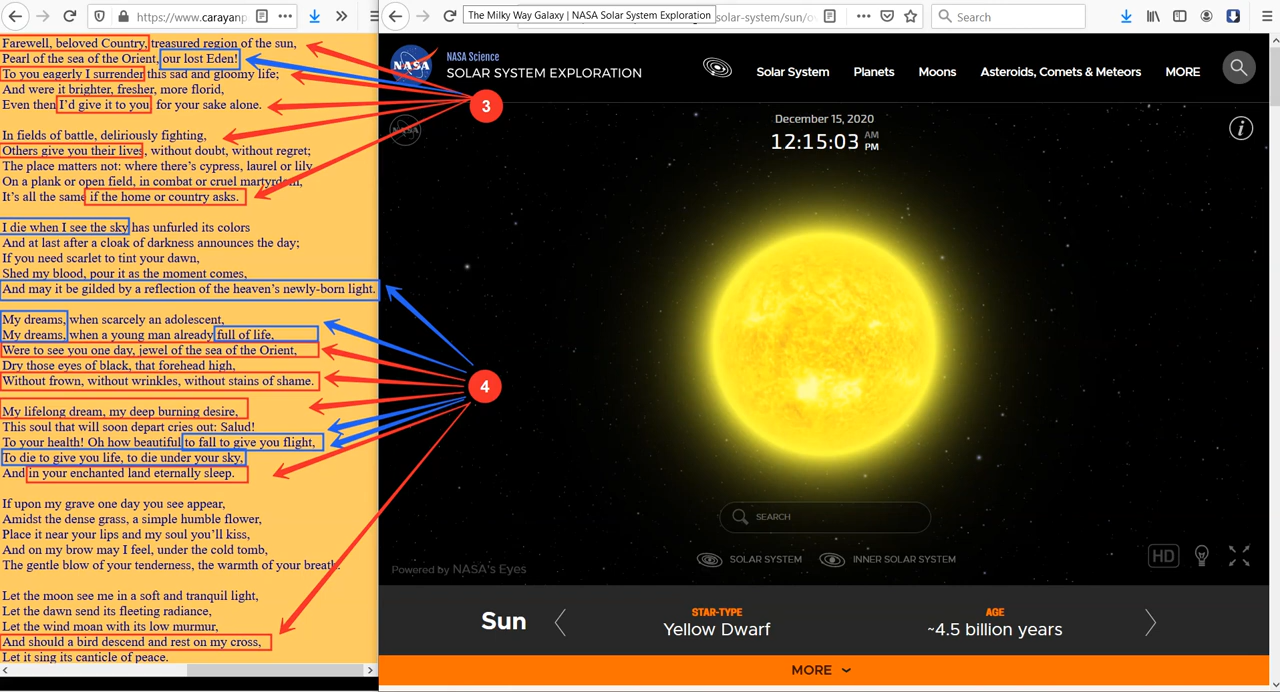 https://www.carayanp
The Milky Way Galaxy | NASA Solar System Exploration
solar-system/sun/ov
Search
Farewell, beloved Country, treasured region of the sun,
Pearl of the sea of the Orient, our lost Eden!
To you eagerly I surrender this sad and gloomy life;
And were it brighter, fresher, more florid,
Even then I'd give it to you for your sake alone.
In fields of battle, deliriously fighting,
Others give you their lives, without doubt, without regret;
The place matters not: where there's cypress, laurel or lily,
On a plank or open field, in combat or cruel martyrdom,
It's all the same if the home or country asks.
I die when I see the sky has unfurled its colors
And at last after a cloak of darkness announces the day;
If you need scarlet to tint your dawn,
Shed my blood, pour it as the moment comes,
And may it be gilded by a reflection of the heaven's newly-born light.
My dreams, when scarcely an adolescent,
My dreams, when a young man already full of life,
Were to see you one day, jewel of the sea of the Orient,
Dry those eyes of black, that forehead high,
Without frown, without wrinkles, without stains of shame.
My lifelong dream, my deep burning desire,
This soul that will soon depart cries out: Salud!
To your health! Oh how beautiful to fall to give you flight,
To die to give you life, to die under your sky,
And in your enchanted land eternally sleep.
If upon my grave one day you see appear,
Amidst the dense grass, a simple humble flower,
Place it near your lips and my soul you'll kiss,
And on my brow may I feel, under the cold tomb,
The gentle blow of your tenderness, the warmth of your breath.
Let the moon see me in a soft and tranquil light,
Let the dawn send its fleeting radiance,
Let the wind moan with its low murmur,
And should a bird descend and rest on my cross,
Let it sing its canticle of peace.
3
4
NASA
NASA Science
SOLAR SYSTEM EXPLORATION
Solar System
Planets
Moons
Asteroids, Comets & Meteors
MORE
NASA
December 15, 2020
12:15:03 AM PM
i
SEARCH
SOLAR SYSTEM
INNER SOLAR SYSTEM
HD
Powered by NASA's Eyes
Sun
STAR-TYPE
Yellow Dwarf
AGE
~4.5 billion years
MORE